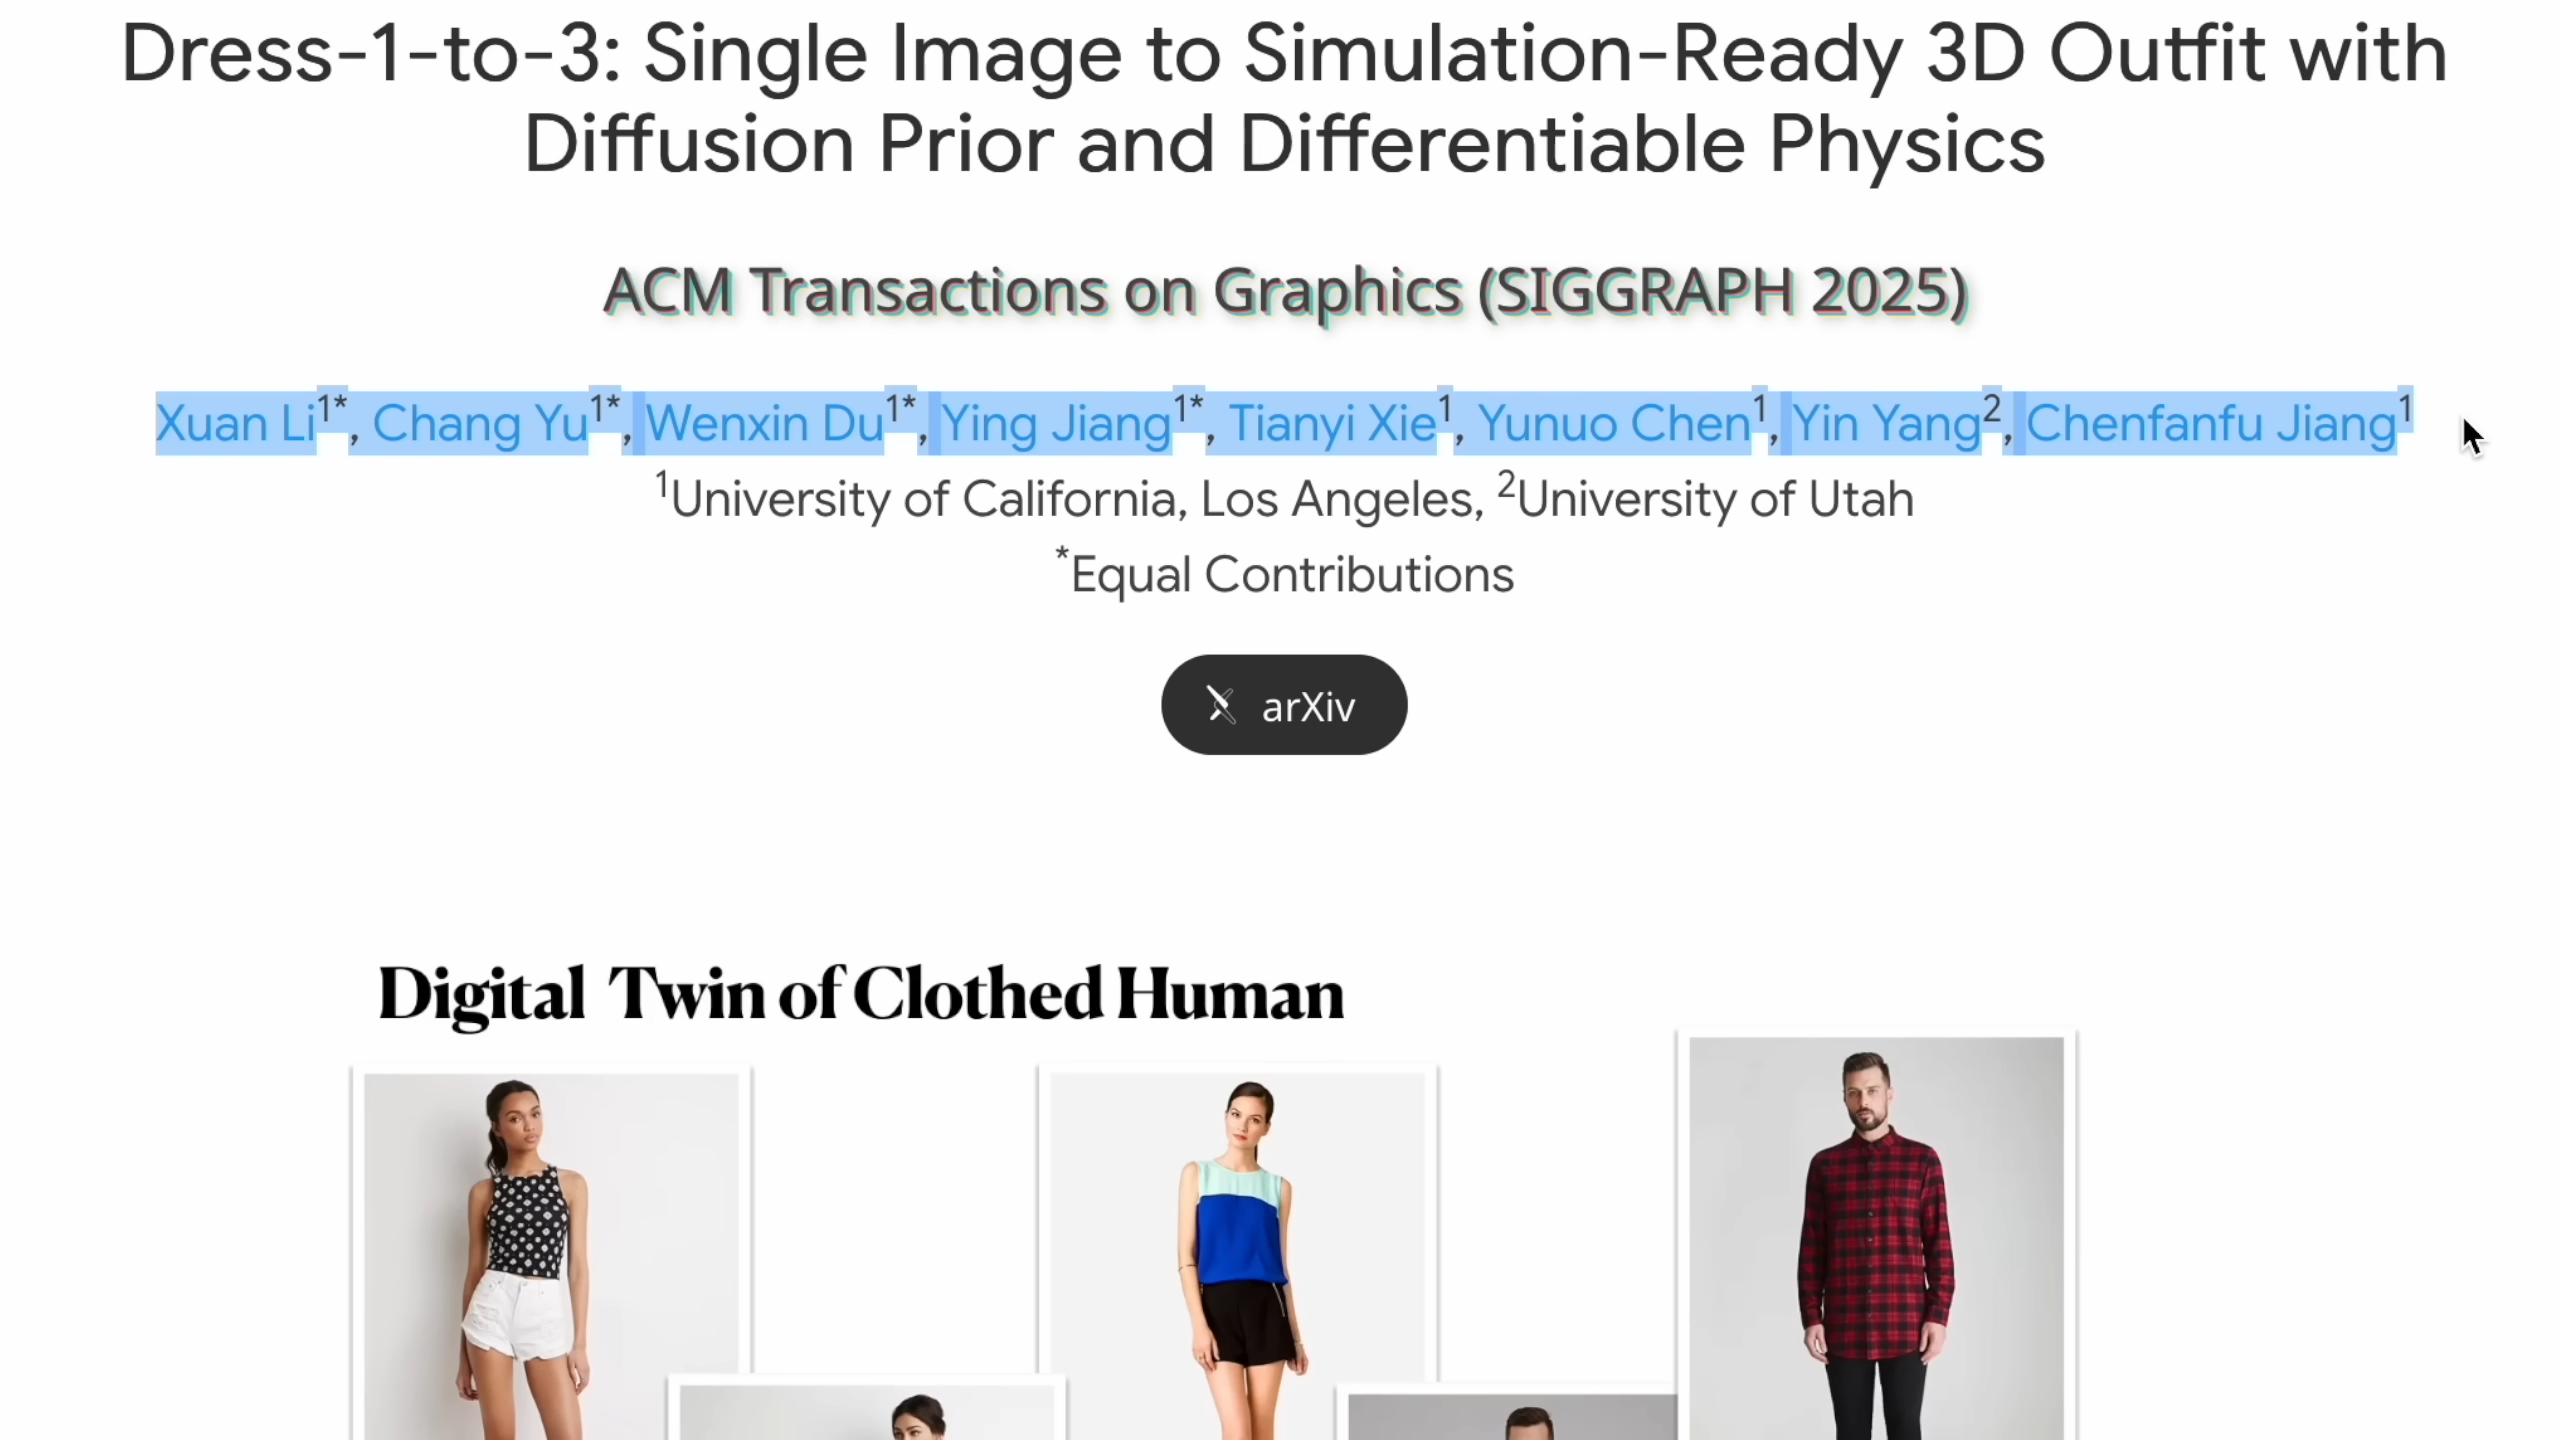 Dress-1-to-3: Single Image to Simulation-Ready 3D Outfit with
Diffusion Prior and Differentiable Physics
ACM Transactions on Graphics (SIGGRAPH 2025)
Xuan Li1*, Chang Yu1*, Wenxin Du1*, Ying Jiang1*, Tianyi Xie1, Yunuo Chen1, Yin Yang2, Chenfanfu Jiang1
1University of California, Los Angeles, 2University of Utah
*Equal Contributions
arXiv
Digital Twin of Clothed Human